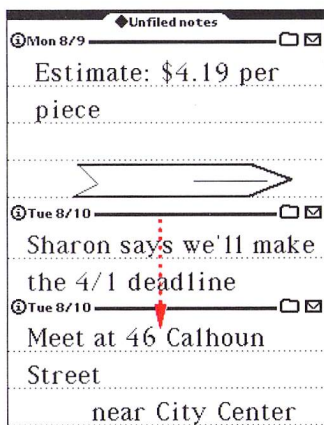 ◆Unfiled notes
Mon 8/9
Estimate: $4.19 per
piece
Tue 8/10
Sharon says we'll make
the 4/1 deadline
Tue 8/10
Meet at 46 Calhoun
Street
near City Center